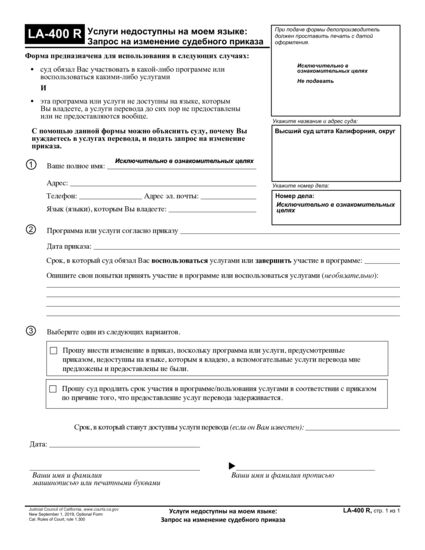 LA-400 R
Услуги недоступны на моем языке:
Запрос на изменение судебного приказа
При подаче формы делопроизводитель
должен проставить печать с датой
оформления.
Форма предназначена для использования в следующих случаях:
• суд обязал Вас участвовать в какой-либо программе или
воспользоваться какими-либо услугами
И
• эта программа или услуги не доступны на языке, которым
Вы владеете, а услуги перевода до сих пор не предоставлены
или не предоставляются вообще.
С помощью данной формы можно объяснить суду, почему Вы
нуждаетесь в услугах перевода, и подать запрос на изменение
приказа.
Исключительно в
ознакомительных целях
Не подавать
Укажите название и адрес суда:
Высший суд штата Калифорния, округ
Укажите номер дела:
Номер дела:
Исключительно в ознакомительных
целях
1 Ваше полное имя: Исключительно в ознакомительных целях
Адрес:
Телефон: Адрес эл. почты:
Язык (языки), которым Вы владеете:
2 Программа или услуги согласно приказу
Дата приказа:
Срок, в который суд обязал Вас воспользоваться услугами или завершить участие в программе:
Опишите свои попытки принять участие в программе или воспользоваться услугами (необязательно):
3 Выберите один из следующих вариантов.
Прошу внести изменение в приказ, поскольку программа или услуги, предусмотренные
приказом, недоступны на языке, которым я владею, а вспомогательные услуги перевода мне
предложены и предоставлены не были.
Прошу суд продлить срок участия в программе/пользования услугами в соответствии с приказом
по причине того, что предоставление услуг перевода задерживается.
Срок, в который станут доступны услуги перевода (если он Вам известен):
Дата:
Ваши имя и фамилия
машинописью или печатными буквами
Ваши имя и фамилия прописью
Judicial Council of California, www.courts.ca.gov
New September 1, 2019, Optional Form
Cal. Rules of Court, rule 1.300
Услуги недоступны на моем языке:
Запрос на изменение судебного приказа
LA-400 R, стр. 1 из 1